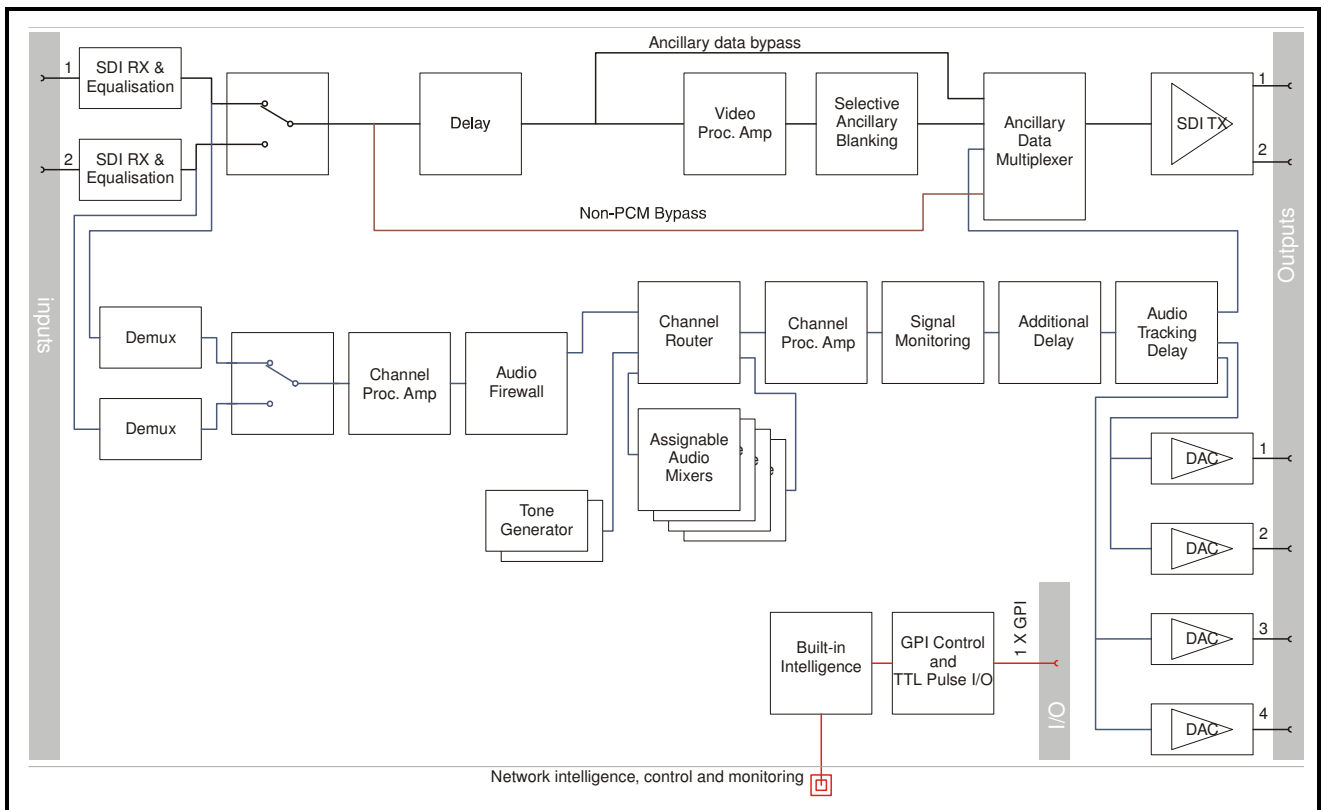 Ancillary data bypass
inputs
1
SDI RX &
Equalisation
2
SDI RX &
Equalisation
Delay
Video
Proc. Amp
Selective
Ancillary
Blanking
Ancillary
Data
Multiplexer
SDI TX
1
2
Outputs
Non-PCM Bypass
Demux
Demux
Channel
Proc. Amp
Audio
Firewall
Channel
Router
Channel
Proc. Amp
Signal
Monitoring
Additional
Delay
Audio
Tracking
Delay
Assignable
Audio
Mixers
e
e
e
Tone
Generator
DAC
1
DAC
2
DAC
3
DAC
4
Built-in
Intelligence
GPI Control
and
TTL Pulse I/O
1 X GPI
I/O
Network intelligence, control and monitoring